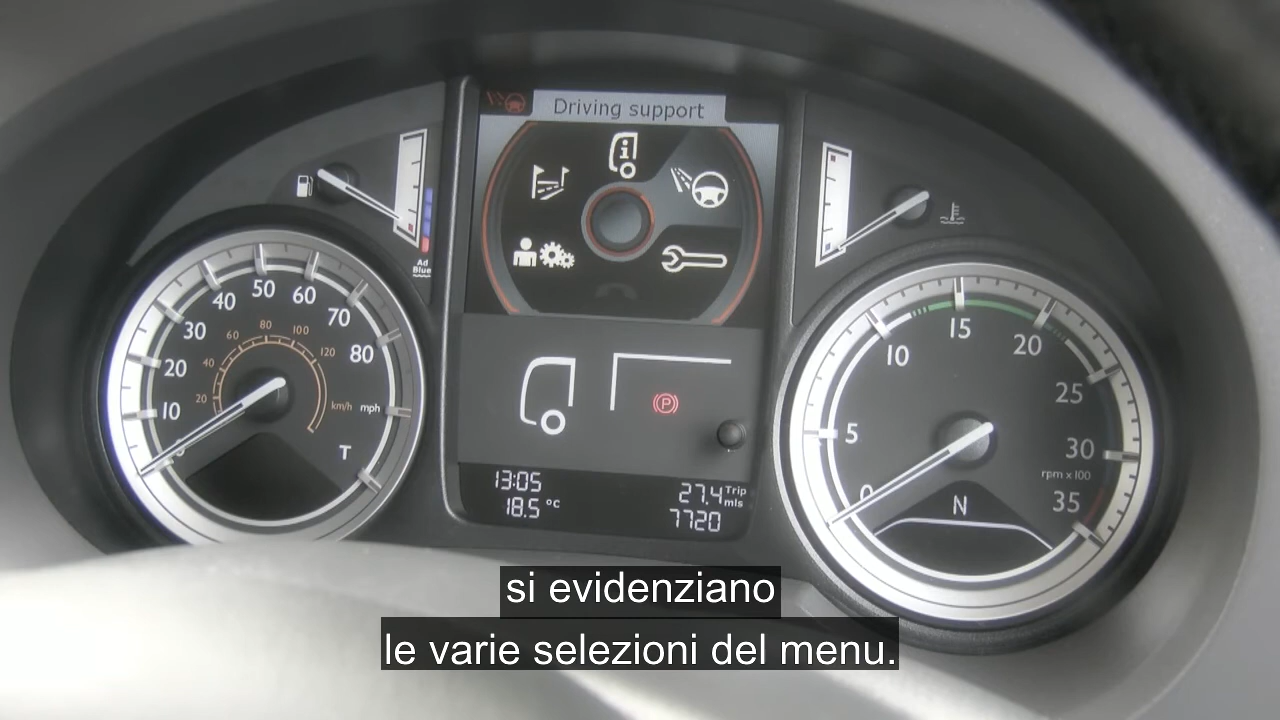 Driving support
Ad
Blue
0
10
20
30
40
50
60
70
80
20
40
60
80
100
120
km/h
mph
T
P
13:05
18.5 °C
27.4 Trip
mls
7720
0
5
10
15
20
25
30
35
rpm x 100
N
si evidenziano
le varie selezioni del menu.